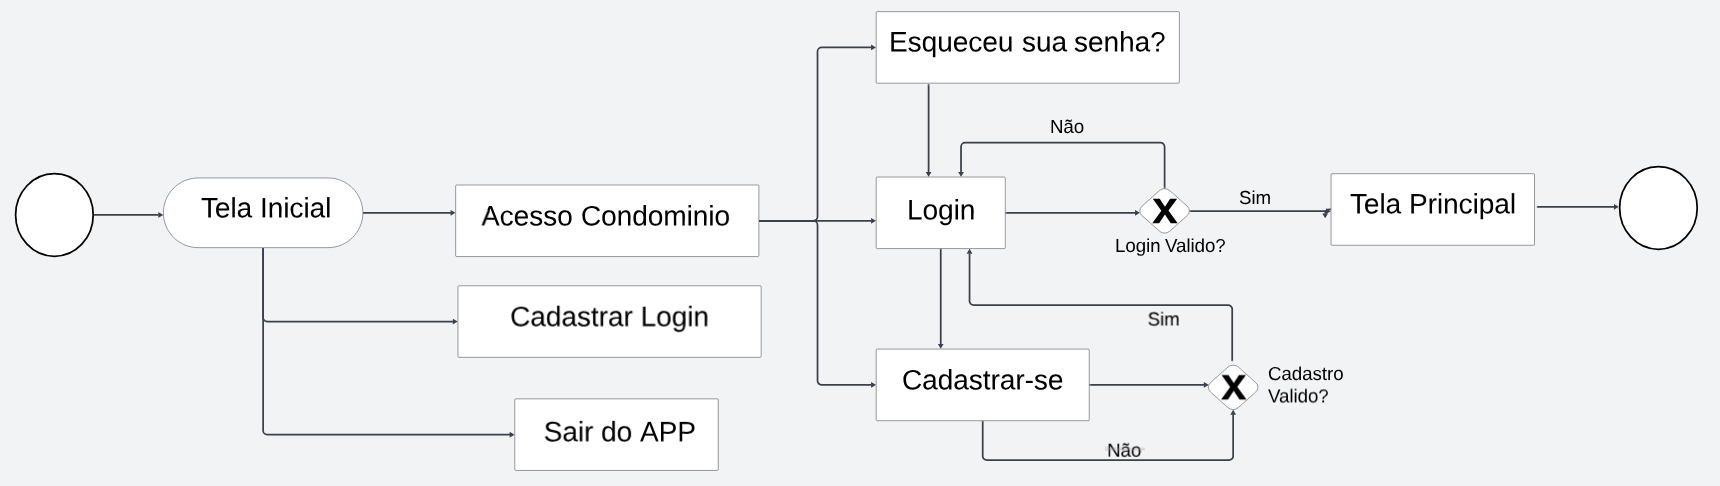 Esqueceu sua senha?
Não
Tela Inicial
Acesso Condominio
Login
Login Valido?
Sim
Tela Principal
Cadastrar Login
Sim
Cadastrar-se
Cadastro
Valido?
Sair do APP
Não